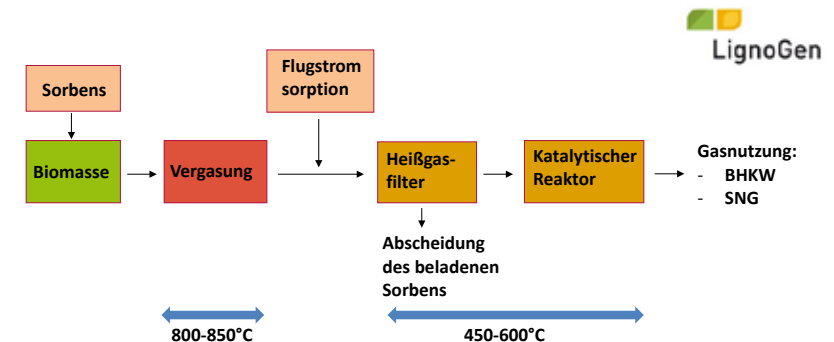 LignoGen
Sorbens
Flugstrom
sorption
Biomasse
Vergasung
Heißgas-
filter
Katalytischer
Reaktor
Gasnutzung:
- BHKW
- SNG
Abscheidung
des beladenen
Sorbens
800-850°C
450-600°C